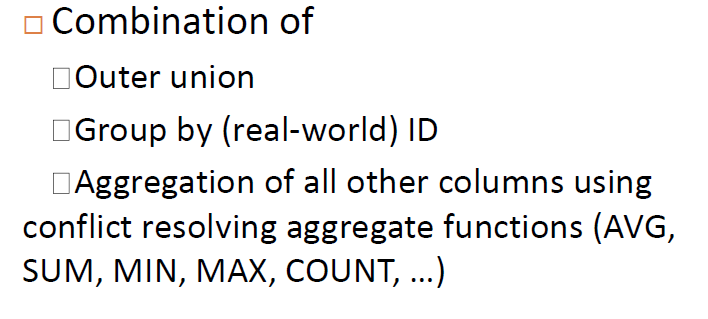 Combination of
Outer union
Group by (real-world) ID
Aggregation of all other columns using
conflict resolving aggregate functions (AVG,
SUM, MIN, MAX, COUNT, …)